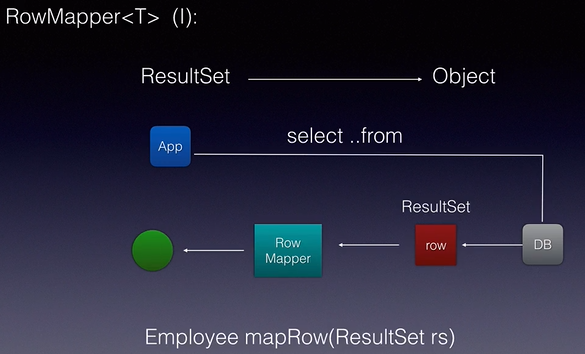 RowMapper<T> (I):
ResultSet
Object
App
select ..from
ResultSet
Row
Mapper
row
DB
Employee mapRow(ResultSet rs)